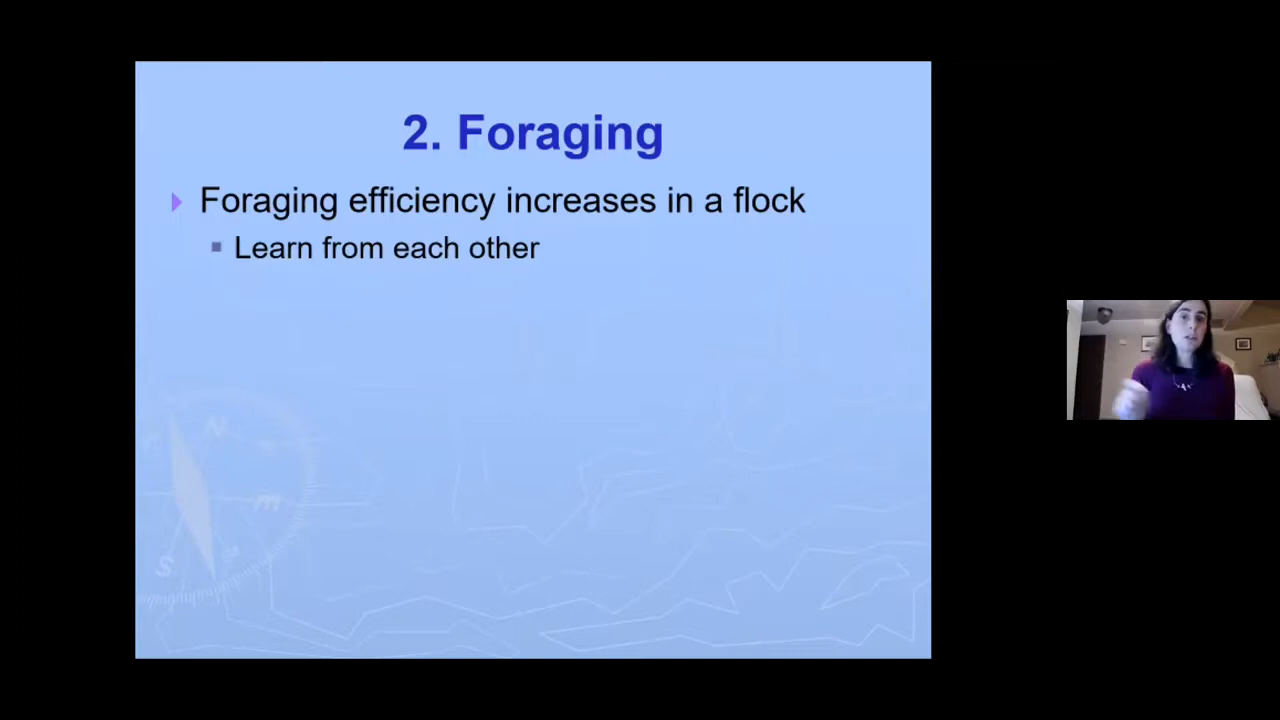 2. Foraging
Foraging efficiency increases in a flock
Learn from each other
N
E
S